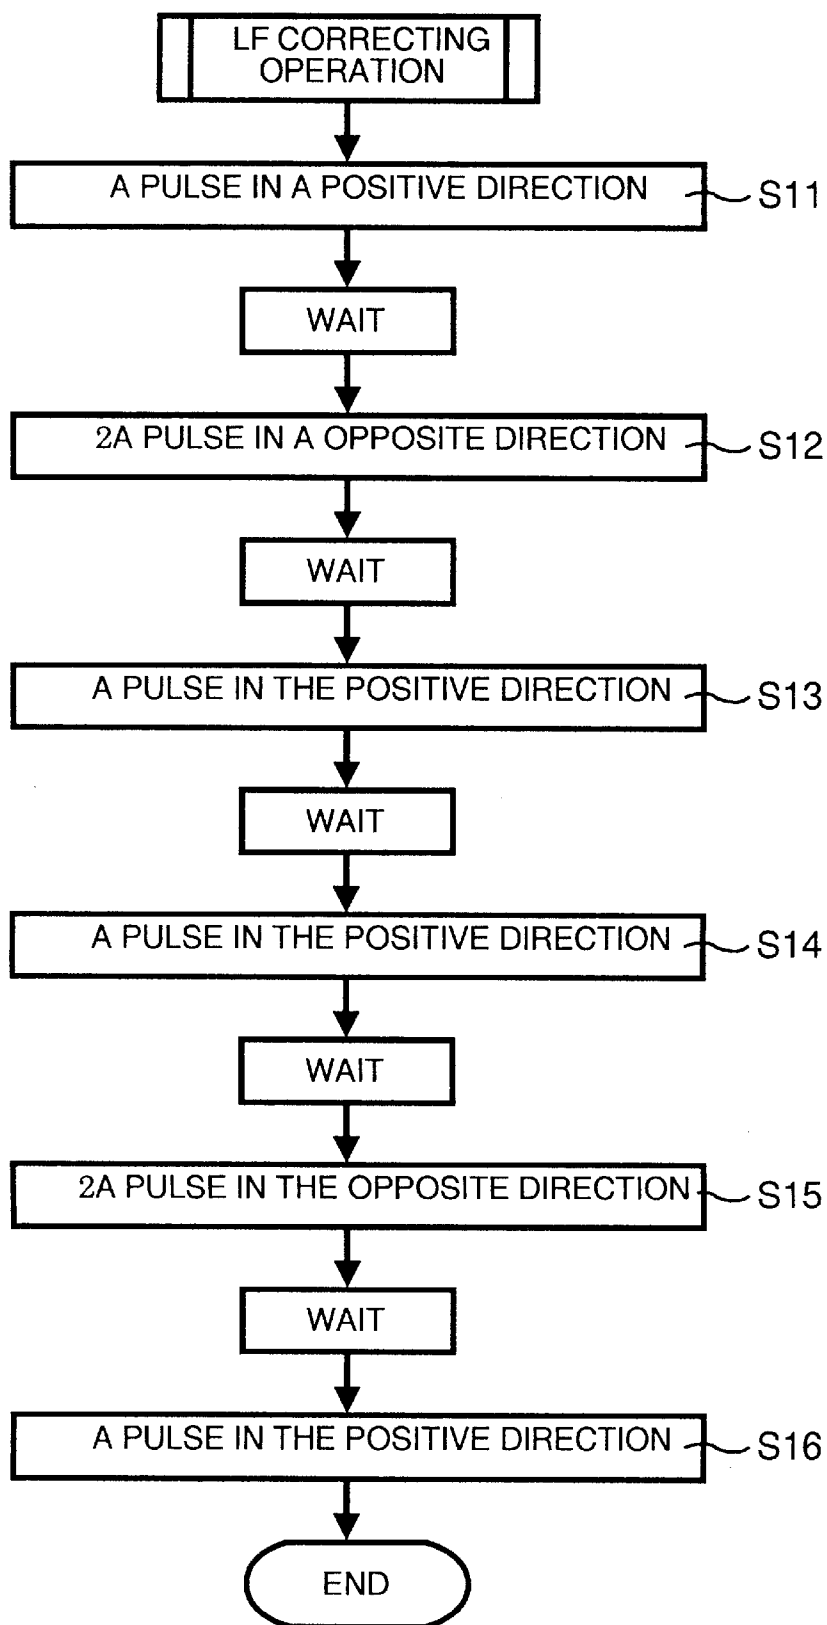 LF CORRECTING
OPERATION
A PULSE IN A POSITIVE DIRECTION
S11
WAIT
2A PULSE IN A OPPOSITE DIRECTION
S12
WAIT
A PULSE IN THE POSITIVE DIRECTION
S13
WAIT
A PULSE IN THE POSITIVE DIRECTION
S14
WAIT
2A PULSE IN THE OPPOSITE DIRECTION
S15
WAIT
A PULSE IN THE POSITIVE DIRECTION
S16
END